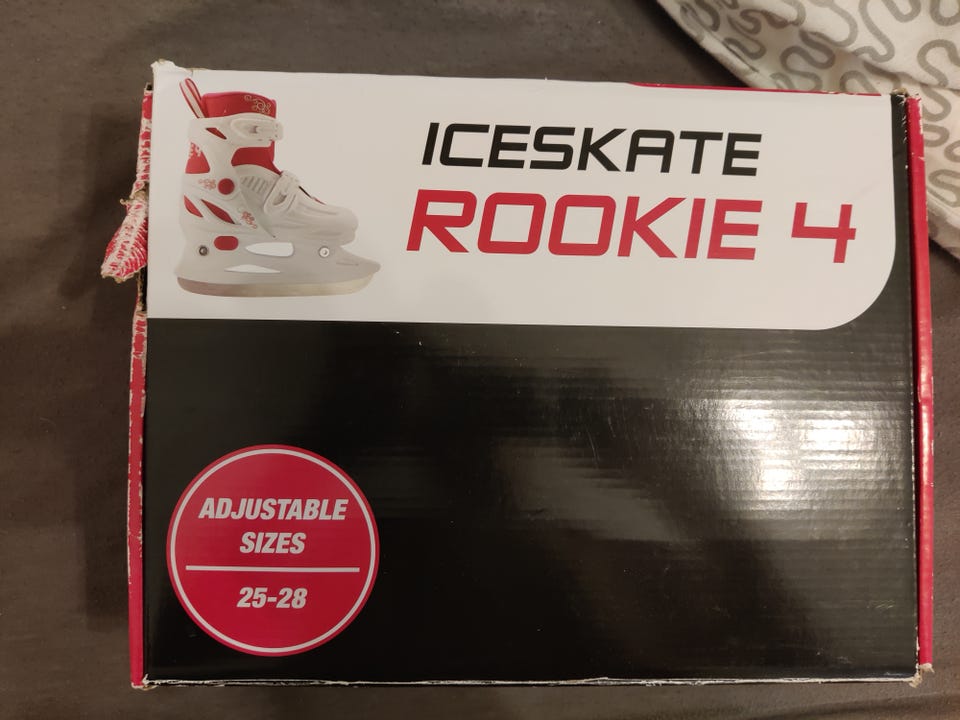 ICESKATE
ROOKIE 4
ADJUSTABLE
SIZES
25-28